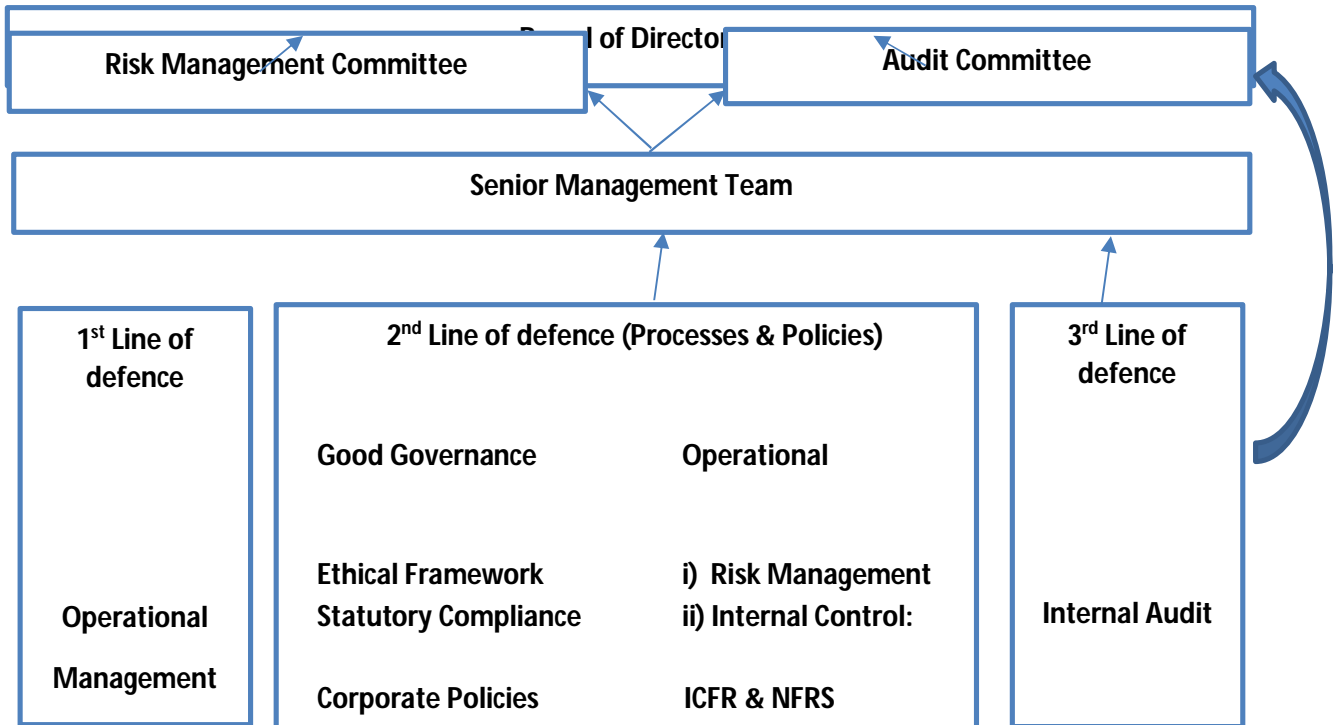 of Director
Risk Management Committee
Audit Committee
Senior Management Team
1st Line of
defence
Operational
Management
2nd Line of defence (Processes & Policies)
Good Governance
Operational
Ethical Framework
i) Risk Management
Statutory Compliance
ii) Internal Control:
Corporate Policies
ICFR & NFRS
3rd Line of
defence
Internal Audit